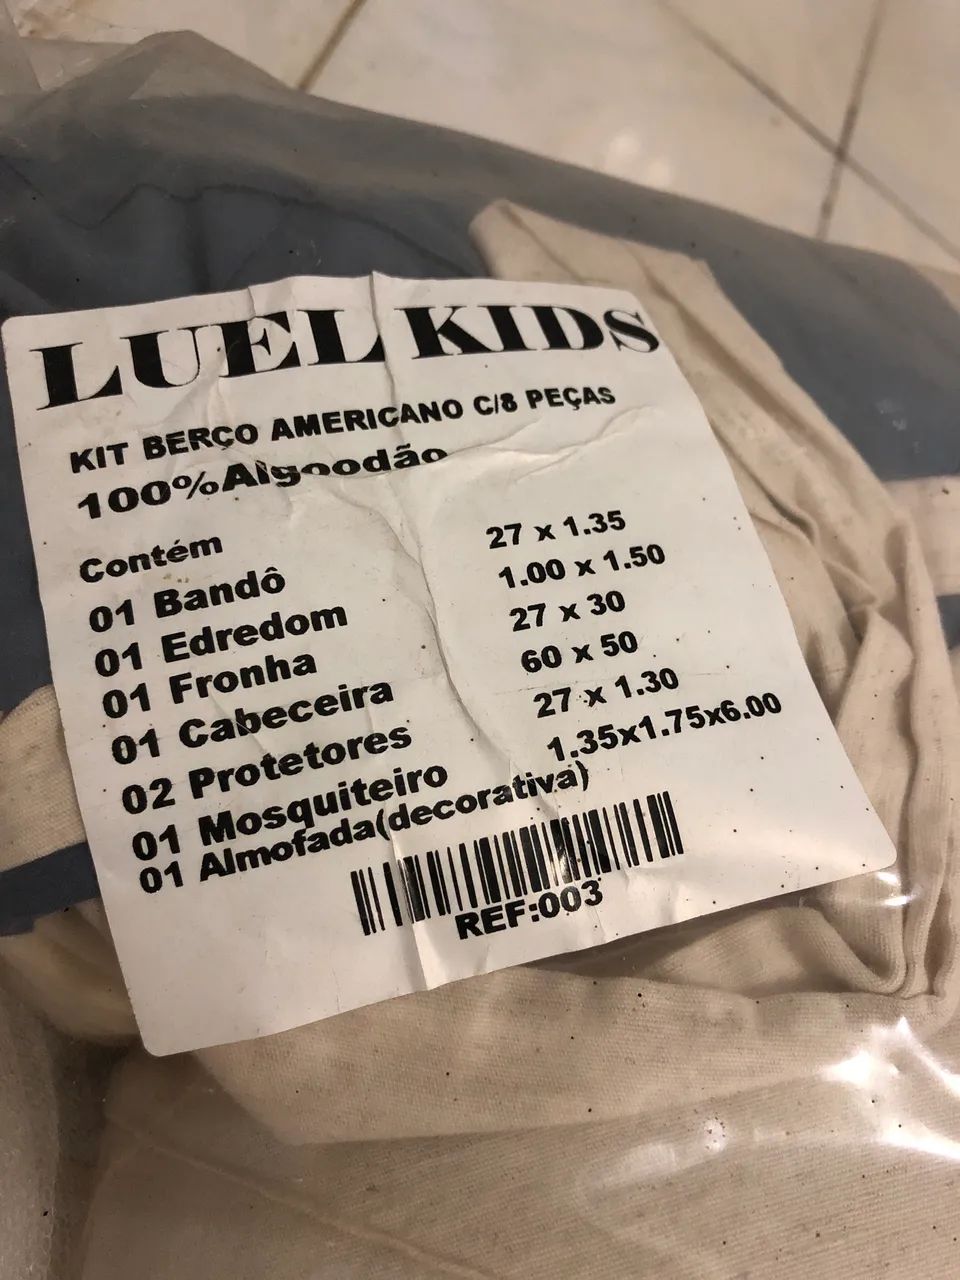 LUEL KIDS
KIT BERÇO AMERICANO C/8 PEÇAS
100%Algoodão
Contém
01 Bandô 27 x 1.35
01 Edredom 1.00 x 1.50
01 Fronha 27 x 30
01 Cabeceira 60 x 50
02 Protetores 27 x 1.30
01 Mosquiteiro 1.35x1.75x6.00
01 Almofada(decorativa)
REF:003